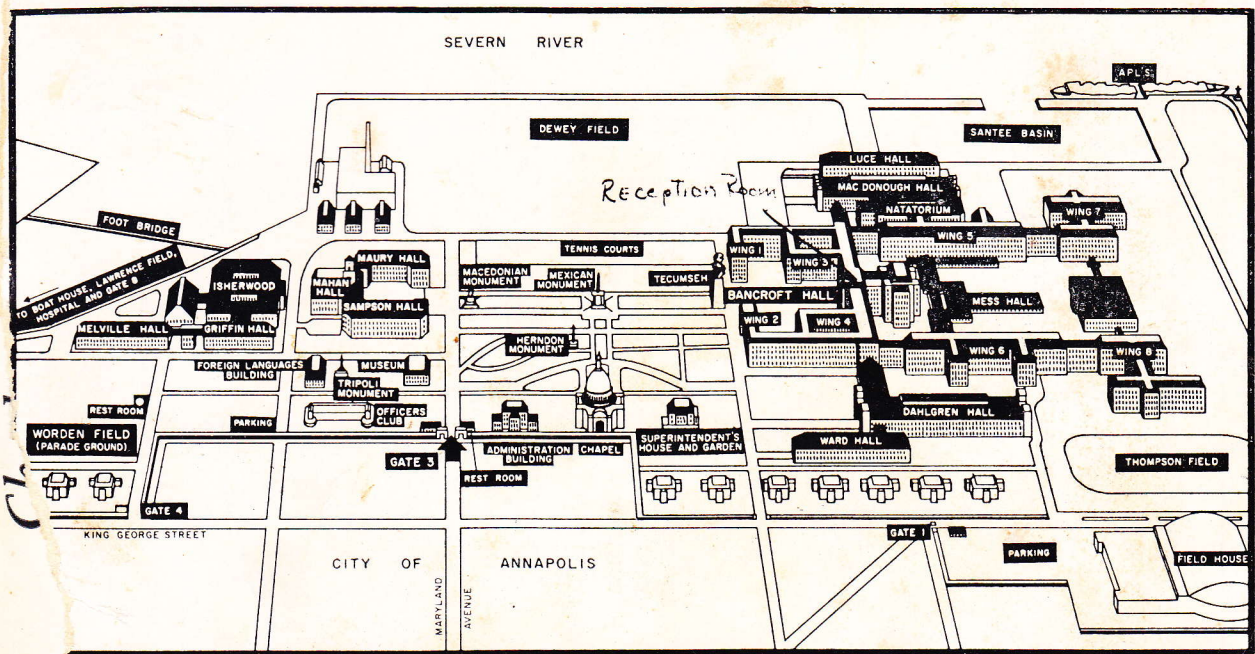 SEVERN RIVER
APL'S
DEWEY FIELD
SANTEE BASIN
LUCE HALL
MAC DONOUGH HALL
Reception Room
NATATORIUM
WING 7
FOOT BRIDGE
WING 5
WING 1
TENNIS COURTS
MAURY HALL
MACEDONIAN
MONUMENT
MEXICAN
MONUMENT
TECUMSEH
WING 3
TO BOAT HOUSE, LAWRENCE FIELD,
HOSPITAL AND GATE 8
ISHERWOOD
MAHAN
HALL
BANCROFT HALL
MESS HALL
SAMPSON HALL
MELVILLE HALL
GRIFFIN HALL
WING 2
WING 4
HERNDON
MONUMENT
WING 6
WING 8
FOREIGN LANGUAGES
BUILDING
MUSEUM
TRIPOLI
MONUMENT
REST ROOM
OFFICERS
CLUB
PARKING
DAHLGREN HALL
WORDEN FIELD
(PARADE GROUND)
ADMINISTRATION
BUILDING
CHAPEL
SUPERINTENDENT'S
HOUSE AND GARDEN
WARD HALL
GATE 3
REST ROOM
THOMPSON FIELD
GATE 4
KING GEORGE STREET
GATE 1
PARKING
FIELD HOUSE
CITY OF ANNAPOLIS
MARYLAND
AVENUE